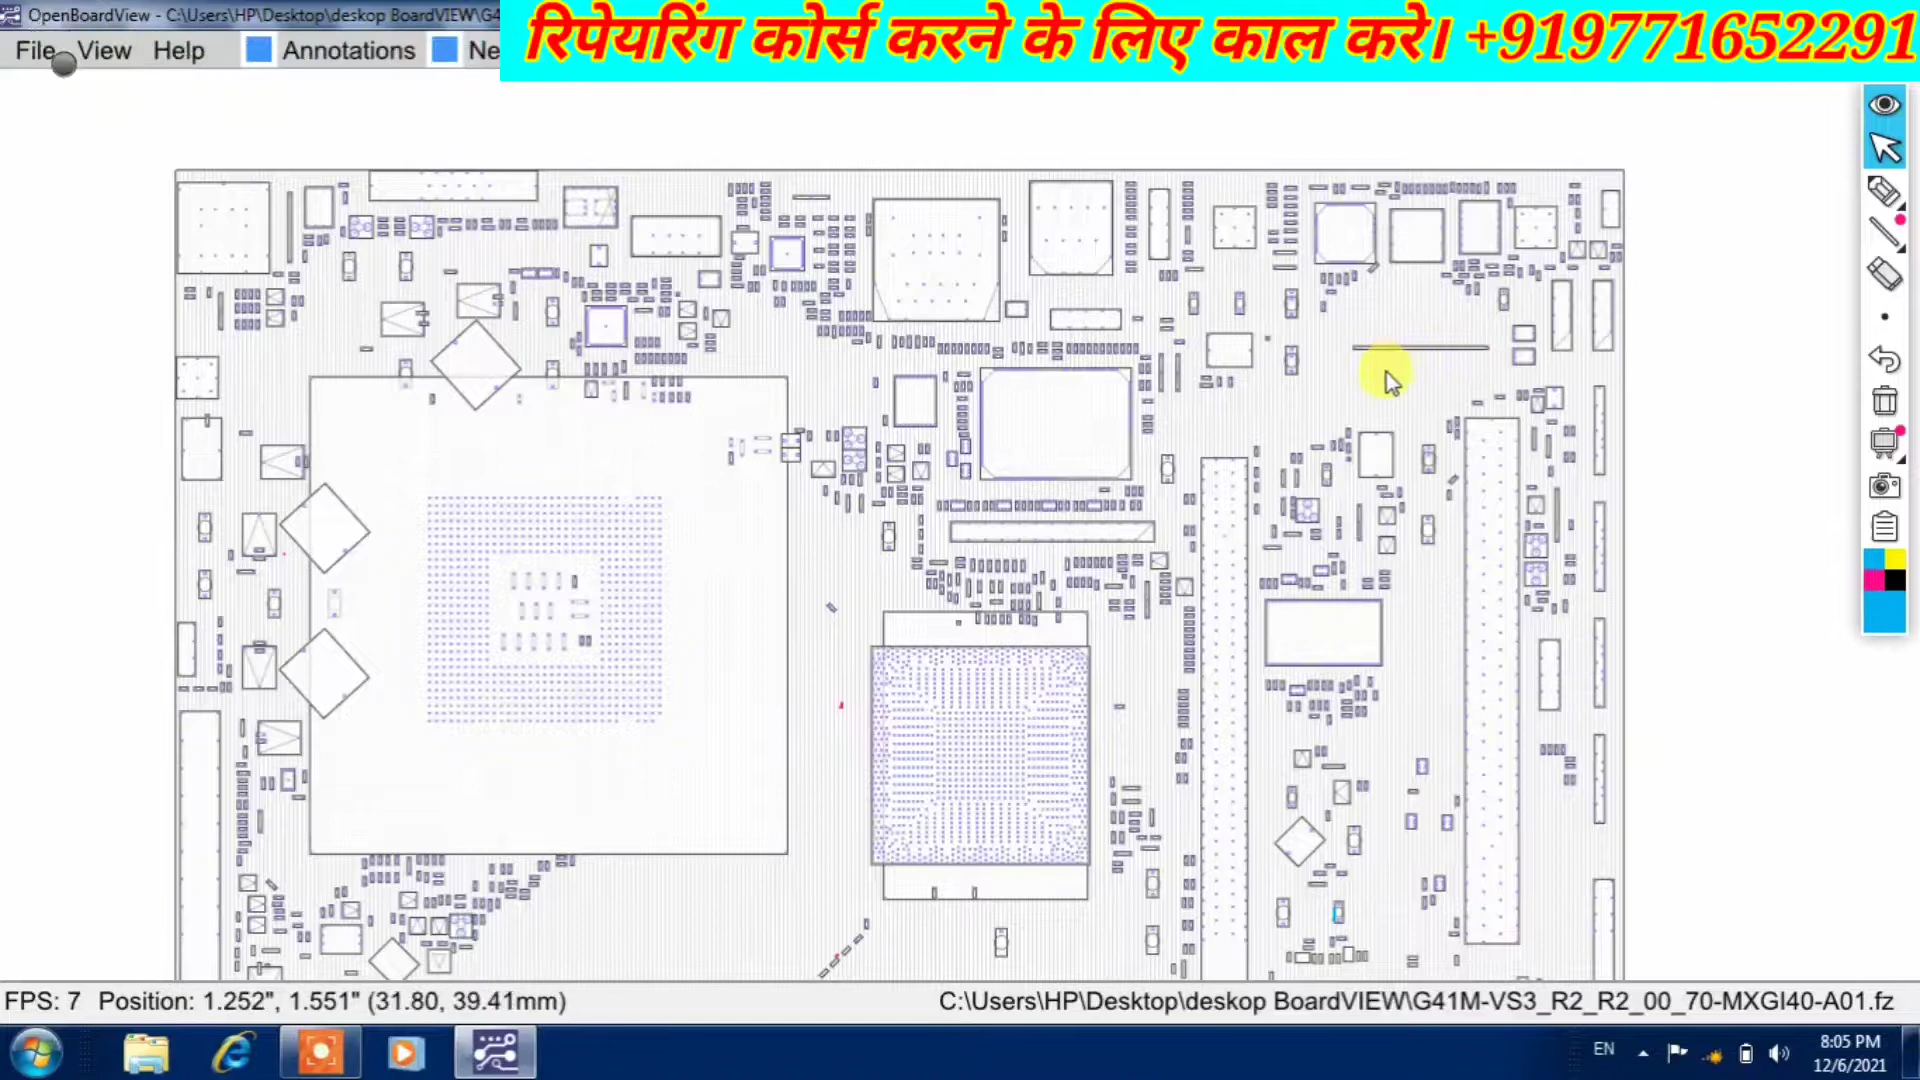 OpenBoardView - C:\Users\HP\Desktop\deskop BoardVIEW\G4
रिपेयरिंग कोर्स करने के लिए काल करे। +919771652291
File View Help Annotations Ne
FPS: 7 Position: 1.252", 1.551" (31.80, 39.41mm)
C:\Users\HP\Desktop\deskop BoardVIEW\G41M-VS3_R2_R2_00_70-MXGI40-A01.fz
EN
8:05 PM
12/6/2021